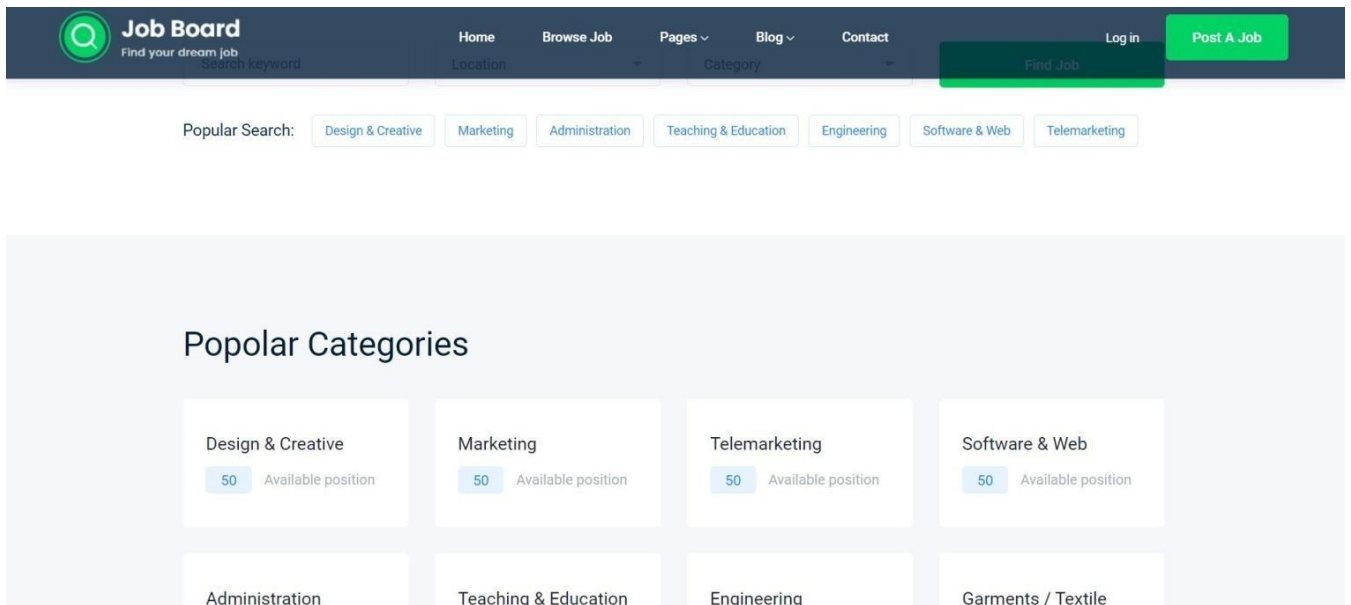 Job Board
Find your dream job
Home Browse Job Pages Blog Contact
Log in Post A Job
Search keyword Location Category Find Job
Popular Search: Design & Creative Marketing Administration Teaching & Education Engineering Software & Web Telemarketing
Popolar Categories
Design & Creative Marketing Telemarketing Software & Web
50 Available position 50 Available position 50 Available position 50 Available position
Administration Teaching & Education Engineering Garments / Textile